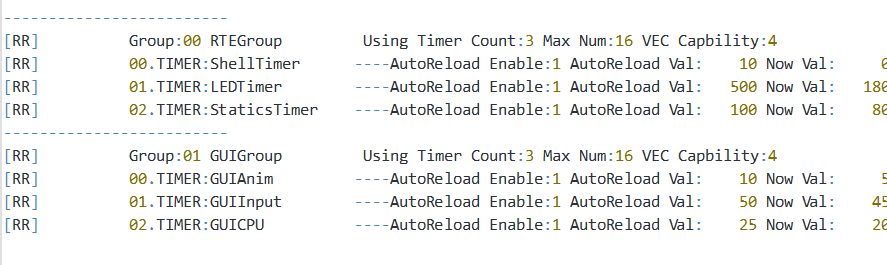 -------------------------
[RR] Group:00 RTEGroup Using Timer Count:3 Max Num:16 VEC Capbility:4
[RR] 00.TIMER:ShellTimer ----AutoReload Enable:1 AutoReload Val: 10 Now Val: 0
[RR] 01.TIMER:LEDTimer ----AutoReload Enable:1 AutoReload Val: 500 Now Val: 180
[RR] 02.TIMER:StaticsTimer ----AutoReload Enable:1 AutoReload Val: 100 Now Val: 80
-------------------------
[RR] Group:01 GUIGroup Using Timer Count:3 Max Num:16 VEC Capbility:4
[RR] 00.TIMER:GUIAnim ----AutoReload Enable:1 AutoReload Val: 10 Now Val: 5
[RR] 01.TIMER:GUIInput ----AutoReload Enable:1 AutoReload Val: 50 Now Val: 45
[RR] 02.TIMER:GUICPU ----AutoReload Enable:1 AutoReload Val: 25 Now Val: 20